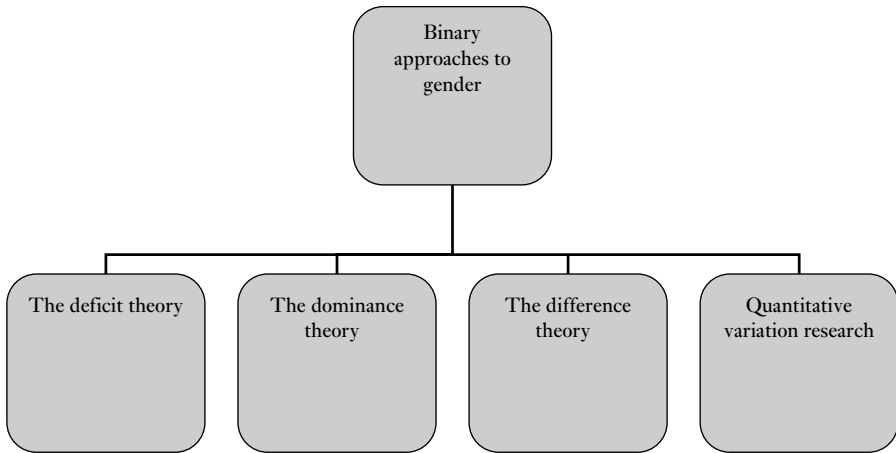 Binary
approaches to
gender
The deficit theory
The dominance
theory
The difference
theory
Quantitative
variation research